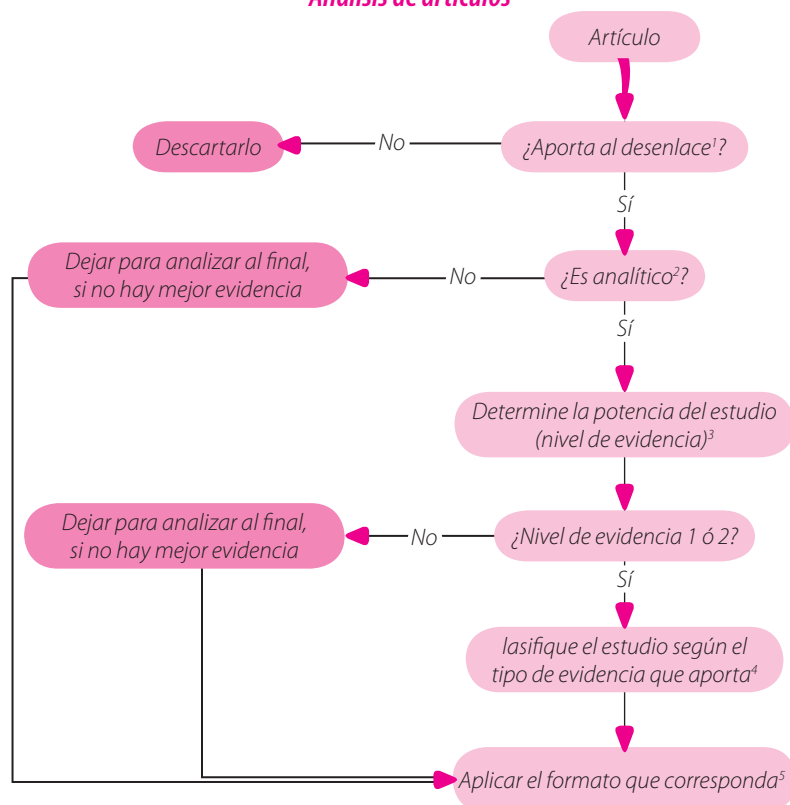 Análisis de artículos
Artículo
¿Aporta al desenlace¹?
No
Descartarlo
Sí
¿Es analítico²?
No
Dejar para analizar al final,
si no hay mejor evidencia
Sí
Determine la potencia del estudio
(nivel de evidencia)³
¿Nivel de evidencia 1 ó 2?
No
Dejar para analizar al final,
si no hay mejor evidencia
Sí
lasifique el estudio según el
tipo de evidencia que aporta⁴
Aplicar el formato que corresponda⁵